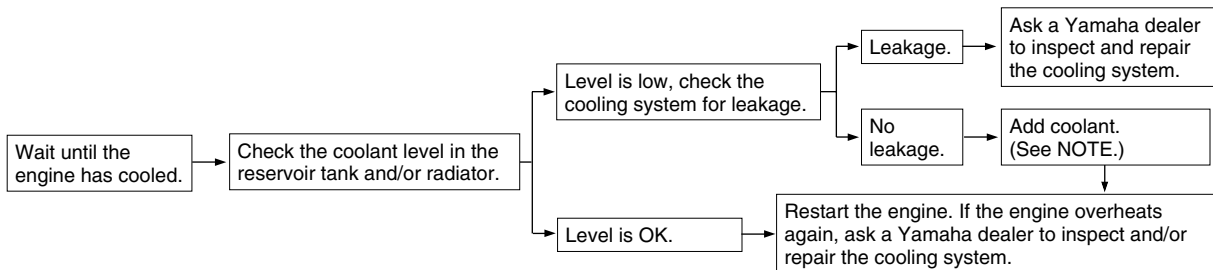 Wait until the
engine has cooled.
Check the coolant level in the
reservoir tank and/or radiator.
Level is low, check the
cooling system for leakage.
Leakage.
Ask a Yamaha dealer
to inspect and repair
the cooling system.
No
leakage.
Add coolant.
(See NOTE.)
Level is OK.
Restart the engine. If the engine overheats
again, ask a Yamaha dealer to inspect and/or
repair the cooling system.